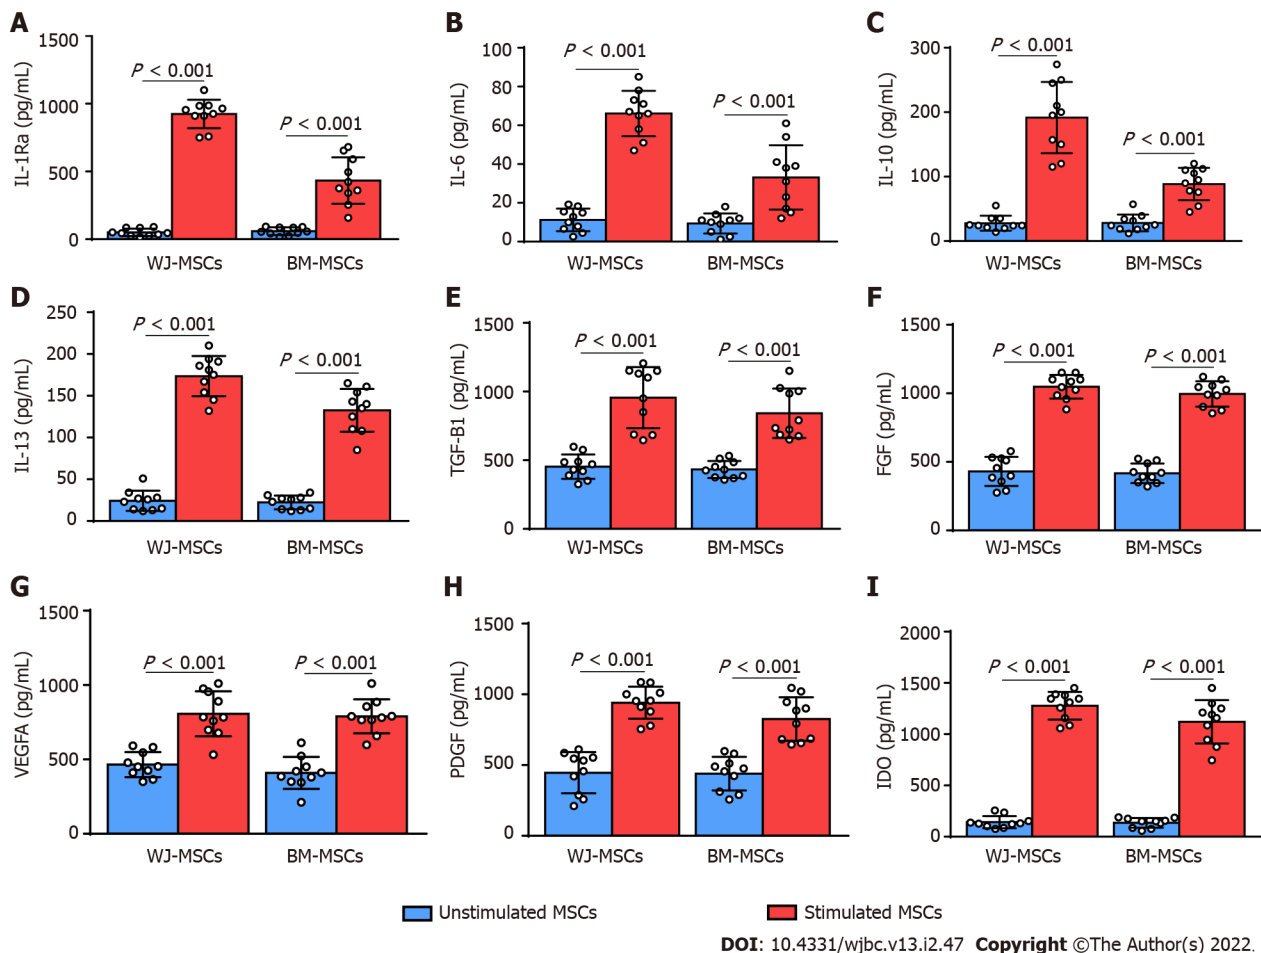 A
1500
1000
500
0
IL-1Ra (pg/mL)
P < 0.001
P < 0.001
WJ-MSCs
BM-MSCs
B
100
80
60
40
20
0
IL-6 (pg/mL)
P < 0.001
P < 0.001
WJ-MSCs
BM-MSCs
C
300
200
100
0
IL-10 (pg/mL)
P < 0.001
P < 0.001
WJ-MSCs
BM-MSCs
D
250
200
150
100
50
0
IL-13 (pg/mL)
P < 0.001
P < 0.001
WJ-MSCs
BM-MSCs
E
1500
1000
500
0
TGF-B1 (pg/mL)
P < 0.001
P < 0.001
WJ-MSCs
BM-MSCs
F
1500
1000
500
0
FGF (pg/mL)
P < 0.001
P < 0.001
WJ-MSCs
BM-MSCs
G
1500
1000
500
0
VEGFA (pg/mL)
P < 0.001
P < 0.001
WJ-MSCs
BM-MSCs
H
1500
1000
500
0
PDGF (pg/mL)
P < 0.001
P < 0.001
WJ-MSCs
BM-MSCs
I
2000
1500
1000
500
0
IDO (pg/mL)
P < 0.001
P < 0.001
WJ-MSCs
BM-MSCs
Unstimulated MSCs
Stimulated MSCs
DOI: 10.4331/wjbc.v13.i2.47 Copyright ©The Author(s) 2022.